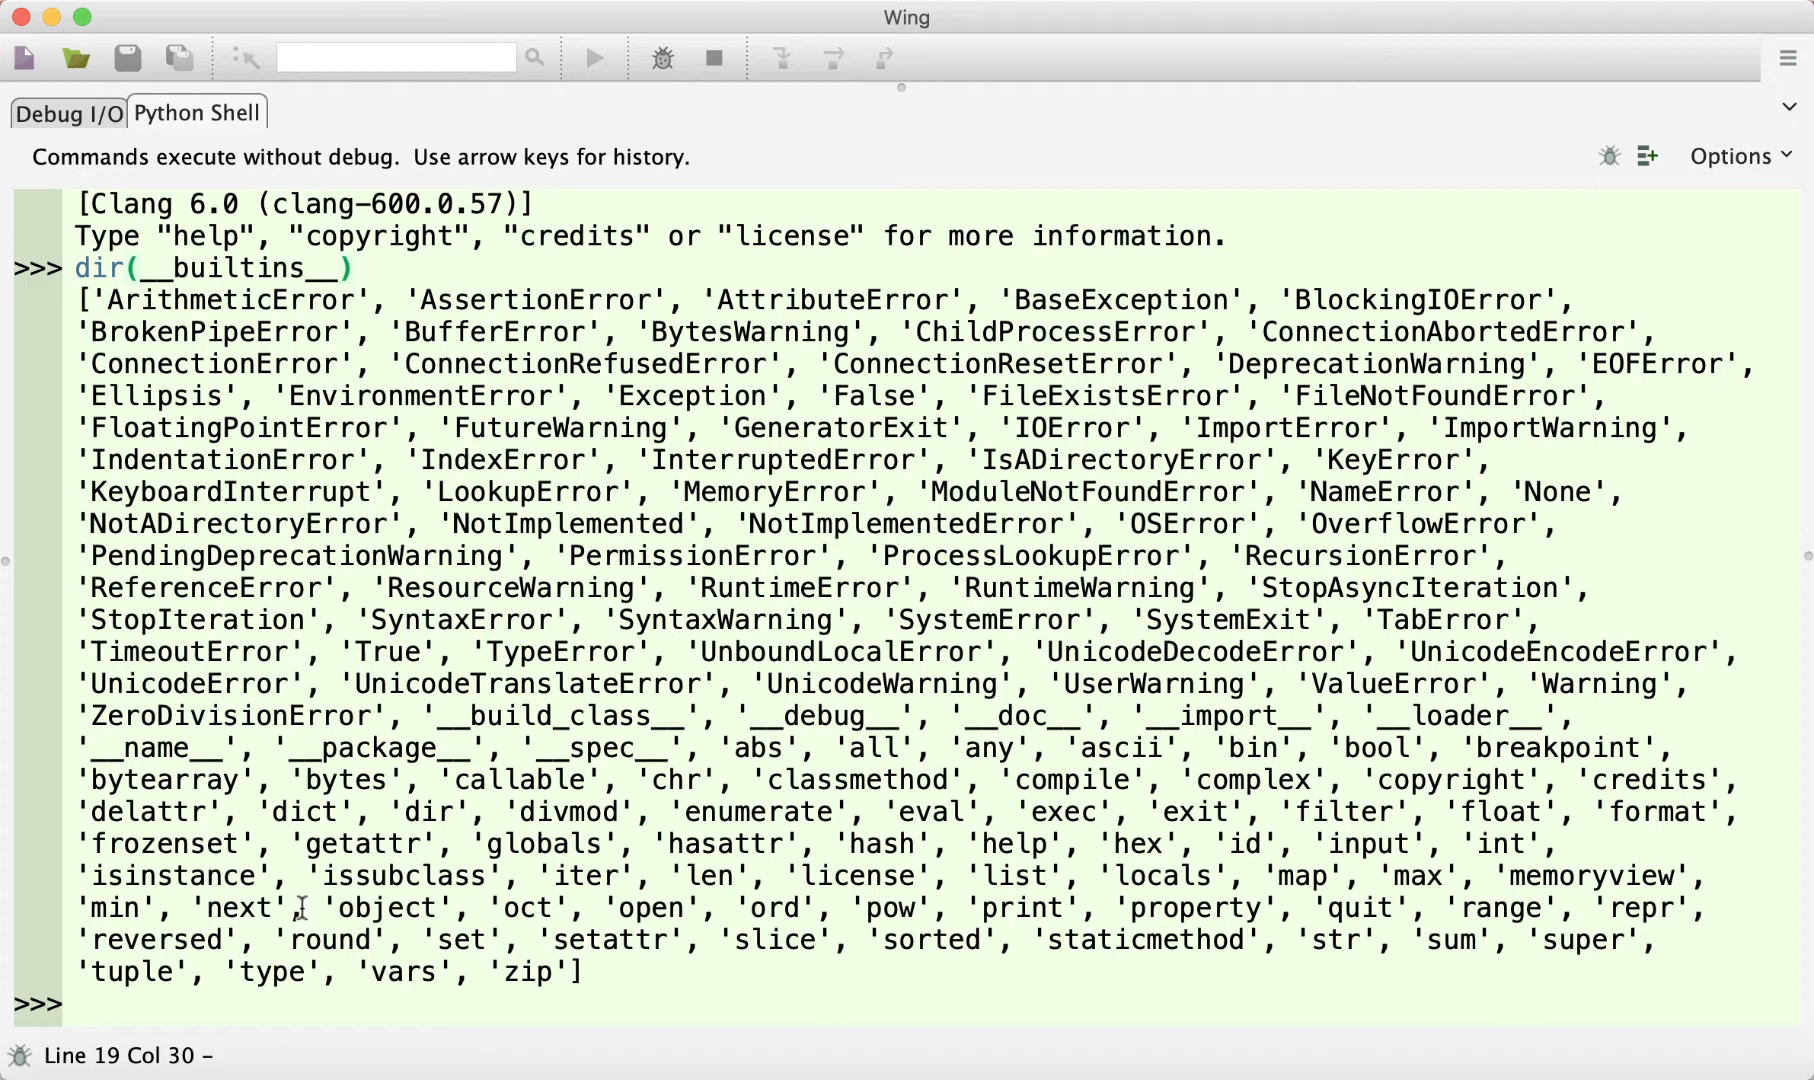 Wing
Debug I/O
Python Shell
Commands execute without debug.  Use arrow keys for history.
Options
[Clang 6.0 (clang-600.0.57)]
Type "help", "copyright", "credits" or "license" for more information.
>>> dir(__builtins__)
['ArithmeticError', 'AssertionError', 'AttributeError', 'BaseException', 'BlockingIOError',
'BrokenPipeError', 'BufferError', 'BytesWarning', 'ChildProcessError', 'ConnectionAbortedError',
'ConnectionError', 'ConnectionRefusedError', 'ConnectionResetError', 'DeprecationWarning', 'EOFError',
'Ellipsis', 'EnvironmentError', 'Exception', 'False', 'FileExistsError', 'FileNotFoundError',
'FloatingPointError', 'FutureWarning', 'GeneratorExit', 'IOError', 'ImportError', 'ImportWarning',
'IndentationError', 'IndexError', 'InterruptedError', 'IsADirectoryError', 'KeyError',
'KeyboardInterrupt', 'LookupError', 'MemoryError', 'ModuleNotFoundError', 'NameError', 'None',
'NotADirectoryError', 'NotImplemented', 'NotImplementedError', 'OSError', 'OverflowError',
'PendingDeprecationWarning', 'PermissionError', 'ProcessLookupError', 'RecursionError',
'ReferenceError', 'ResourceWarning', 'RuntimeError', 'RuntimeWarning', 'StopAsyncIteration',
'StopIteration', 'SyntaxError', 'SyntaxWarning', 'SystemError', 'SystemExit', 'TabError',
'TimeoutError', 'True', 'TypeError', 'UnboundLocalError', 'UnicodeDecodeError', 'UnicodeEncodeError',
'UnicodeError', 'UnicodeTranslateError', 'UnicodeWarning', 'UserWarning', 'ValueError', 'Warning',
'ZeroDivisionError', '__build_class__', '__debug__', '__doc__', '__import__', '__loader__',
'__name__', '__package__', '__spec__', 'abs', 'all', 'any', 'ascii', 'bin', 'bool', 'breakpoint',
'bytearray', 'bytes', 'callable', 'chr', 'classmethod', 'compile', 'complex', 'copyright', 'credits',
'delattr', 'dict', 'dir', 'divmod', 'enumerate', 'eval', 'exec', 'exit', 'filter', 'float', 'format',
'frozenset', 'getattr', 'globals', 'hasattr', 'hash', 'help', 'hex', 'id', 'input', 'int',
'isinstance', 'issubclass', 'iter', 'len', 'license', 'list', 'locals', 'map', 'max', 'memoryview',
'min', 'next', 'object', 'oct', 'open', 'ord', 'pow', 'print', 'property', 'quit', 'range', 'repr',
'reversed', 'round', 'set', 'setattr', 'slice', 'sorted', 'staticmethod', 'str', 'sum', 'super',
'tuple', 'type', 'vars', 'zip']
>>>
Line 19 Col 30 –